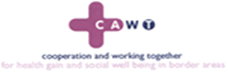 CAWT
cooperation and working together
for health gain and social well being in border areas